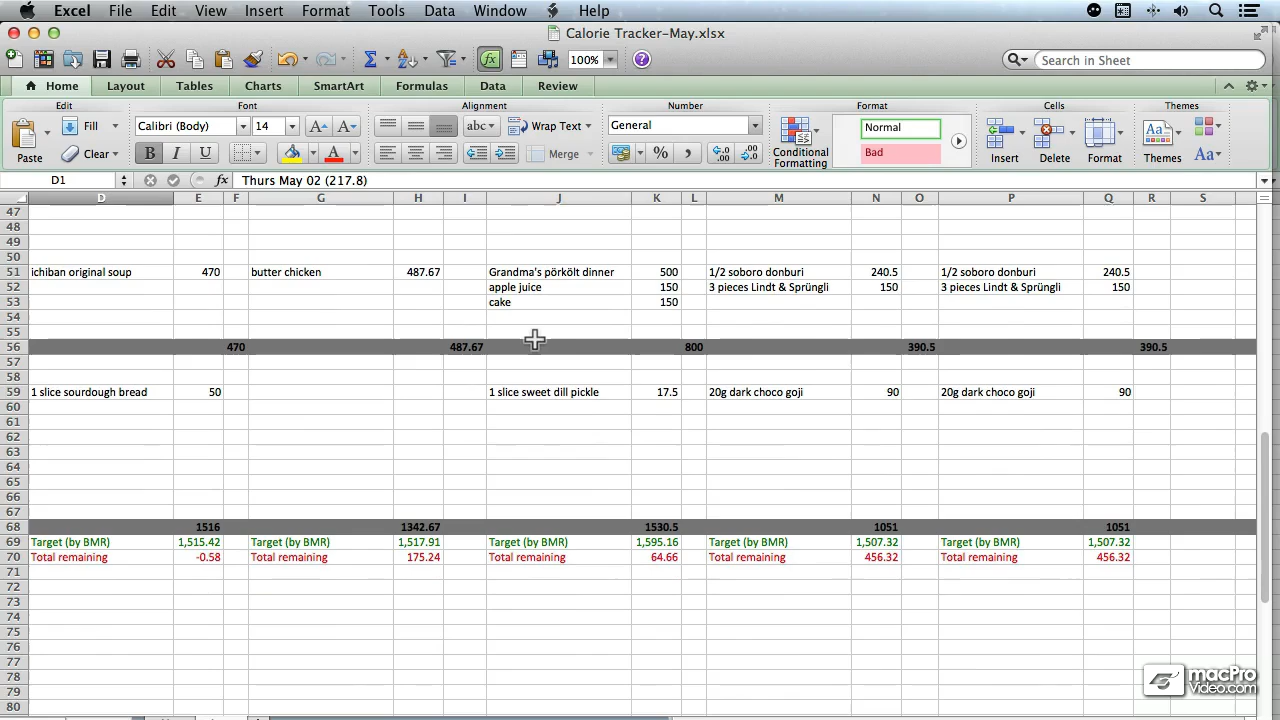 Excel File Edit View Insert Format Tools Data Window Help
Calorie Tracker-May.xlsx
100% Search in Sheet
Home Layout Tables Charts SmartArt Formulas Data Review
Edit Font Alignment Number Format Cells Themes
Paste Fill Clear Calibri (Body) 14 A A B I U A abc Wrap Text Merge General % , Conditional Formatting Normal Bad Insert Delete Format Themes Aa
D1 fx Thurs May 02 (217.8)
D E F G H I J K L M N O P Q R S
47
48
49
50
51 ichiban original soup 470 butter chicken 487.67 Grandma's pörkölt dinner 500 1/2 soboro donburi 240.5 1/2 soboro donburi 240.5
52 apple juice 150 3 pieces Lindt & Sprüngli 150 3 pieces Lindt & Sprüngli 150
53 cake 150
54
55
56 470 487.67 800 390.5 390.5
57
58
59 1 slice sourdough bread 50 1 slice sweet dill pickle 17.5 20g dark choco goji 90 20g dark choco goji 90
60
61
62
63
64
65
66
67
68 1516 1342.67 1530.5 1051 1051
69 Target (by BMR) 1,515.42 Target (by BMR) 1,517.91 Target (by BMR) 1,595.16 Target (by BMR) 1,507.32 Target (by BMR) 1,507.32
70 Total remaining -0.58 Total remaining 175.24 Total remaining 64.66 Total remaining 456.32 Total remaining 456.32
71
72
73
74
75
76
77
78
79
80
macPro
Video.com